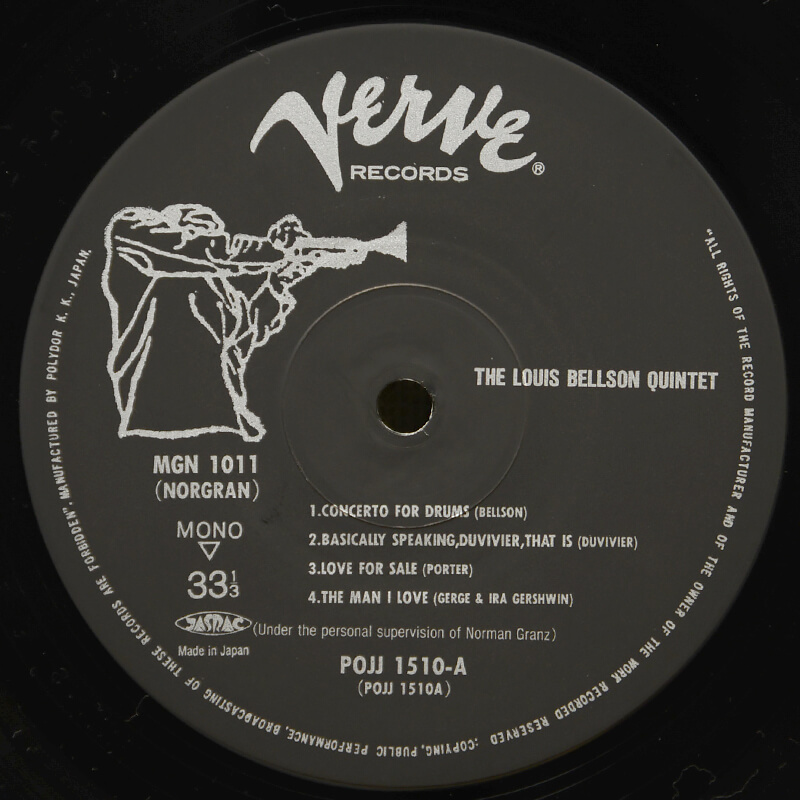 Verve
RECORDS ®
THE LOUIS BELLSON QUINTET
MGN 1011
(NORGRAN)
MONO
33 1/3
JASRAC
Made in Japan
1.CONCERTO FOR DRUMS (BELLSON)
2.BASICALLY SPEAKING,DUVIVIER,THAT IS (DUVIVIER)
3.LOVE FOR SALE (PORTER)
4.THE MAN I LOVE (GERGE & IRA GERSHWIN)
(Under the personal supervision of Norman Granz)
POJJ 1510-A
(POJJ 1510A)
"ALL RIGHTS OF THE RECORD MANUFACTURER AND OF THE OWNER OF THE WORK RECORDED RESERVED :COPYING, PUBLIC PERFORMANCE, BROADCASTING OF THESE RECORDS ARE FORBIDDEN". MANUFACTURED BY POLYDOR K. K., JAPAN.